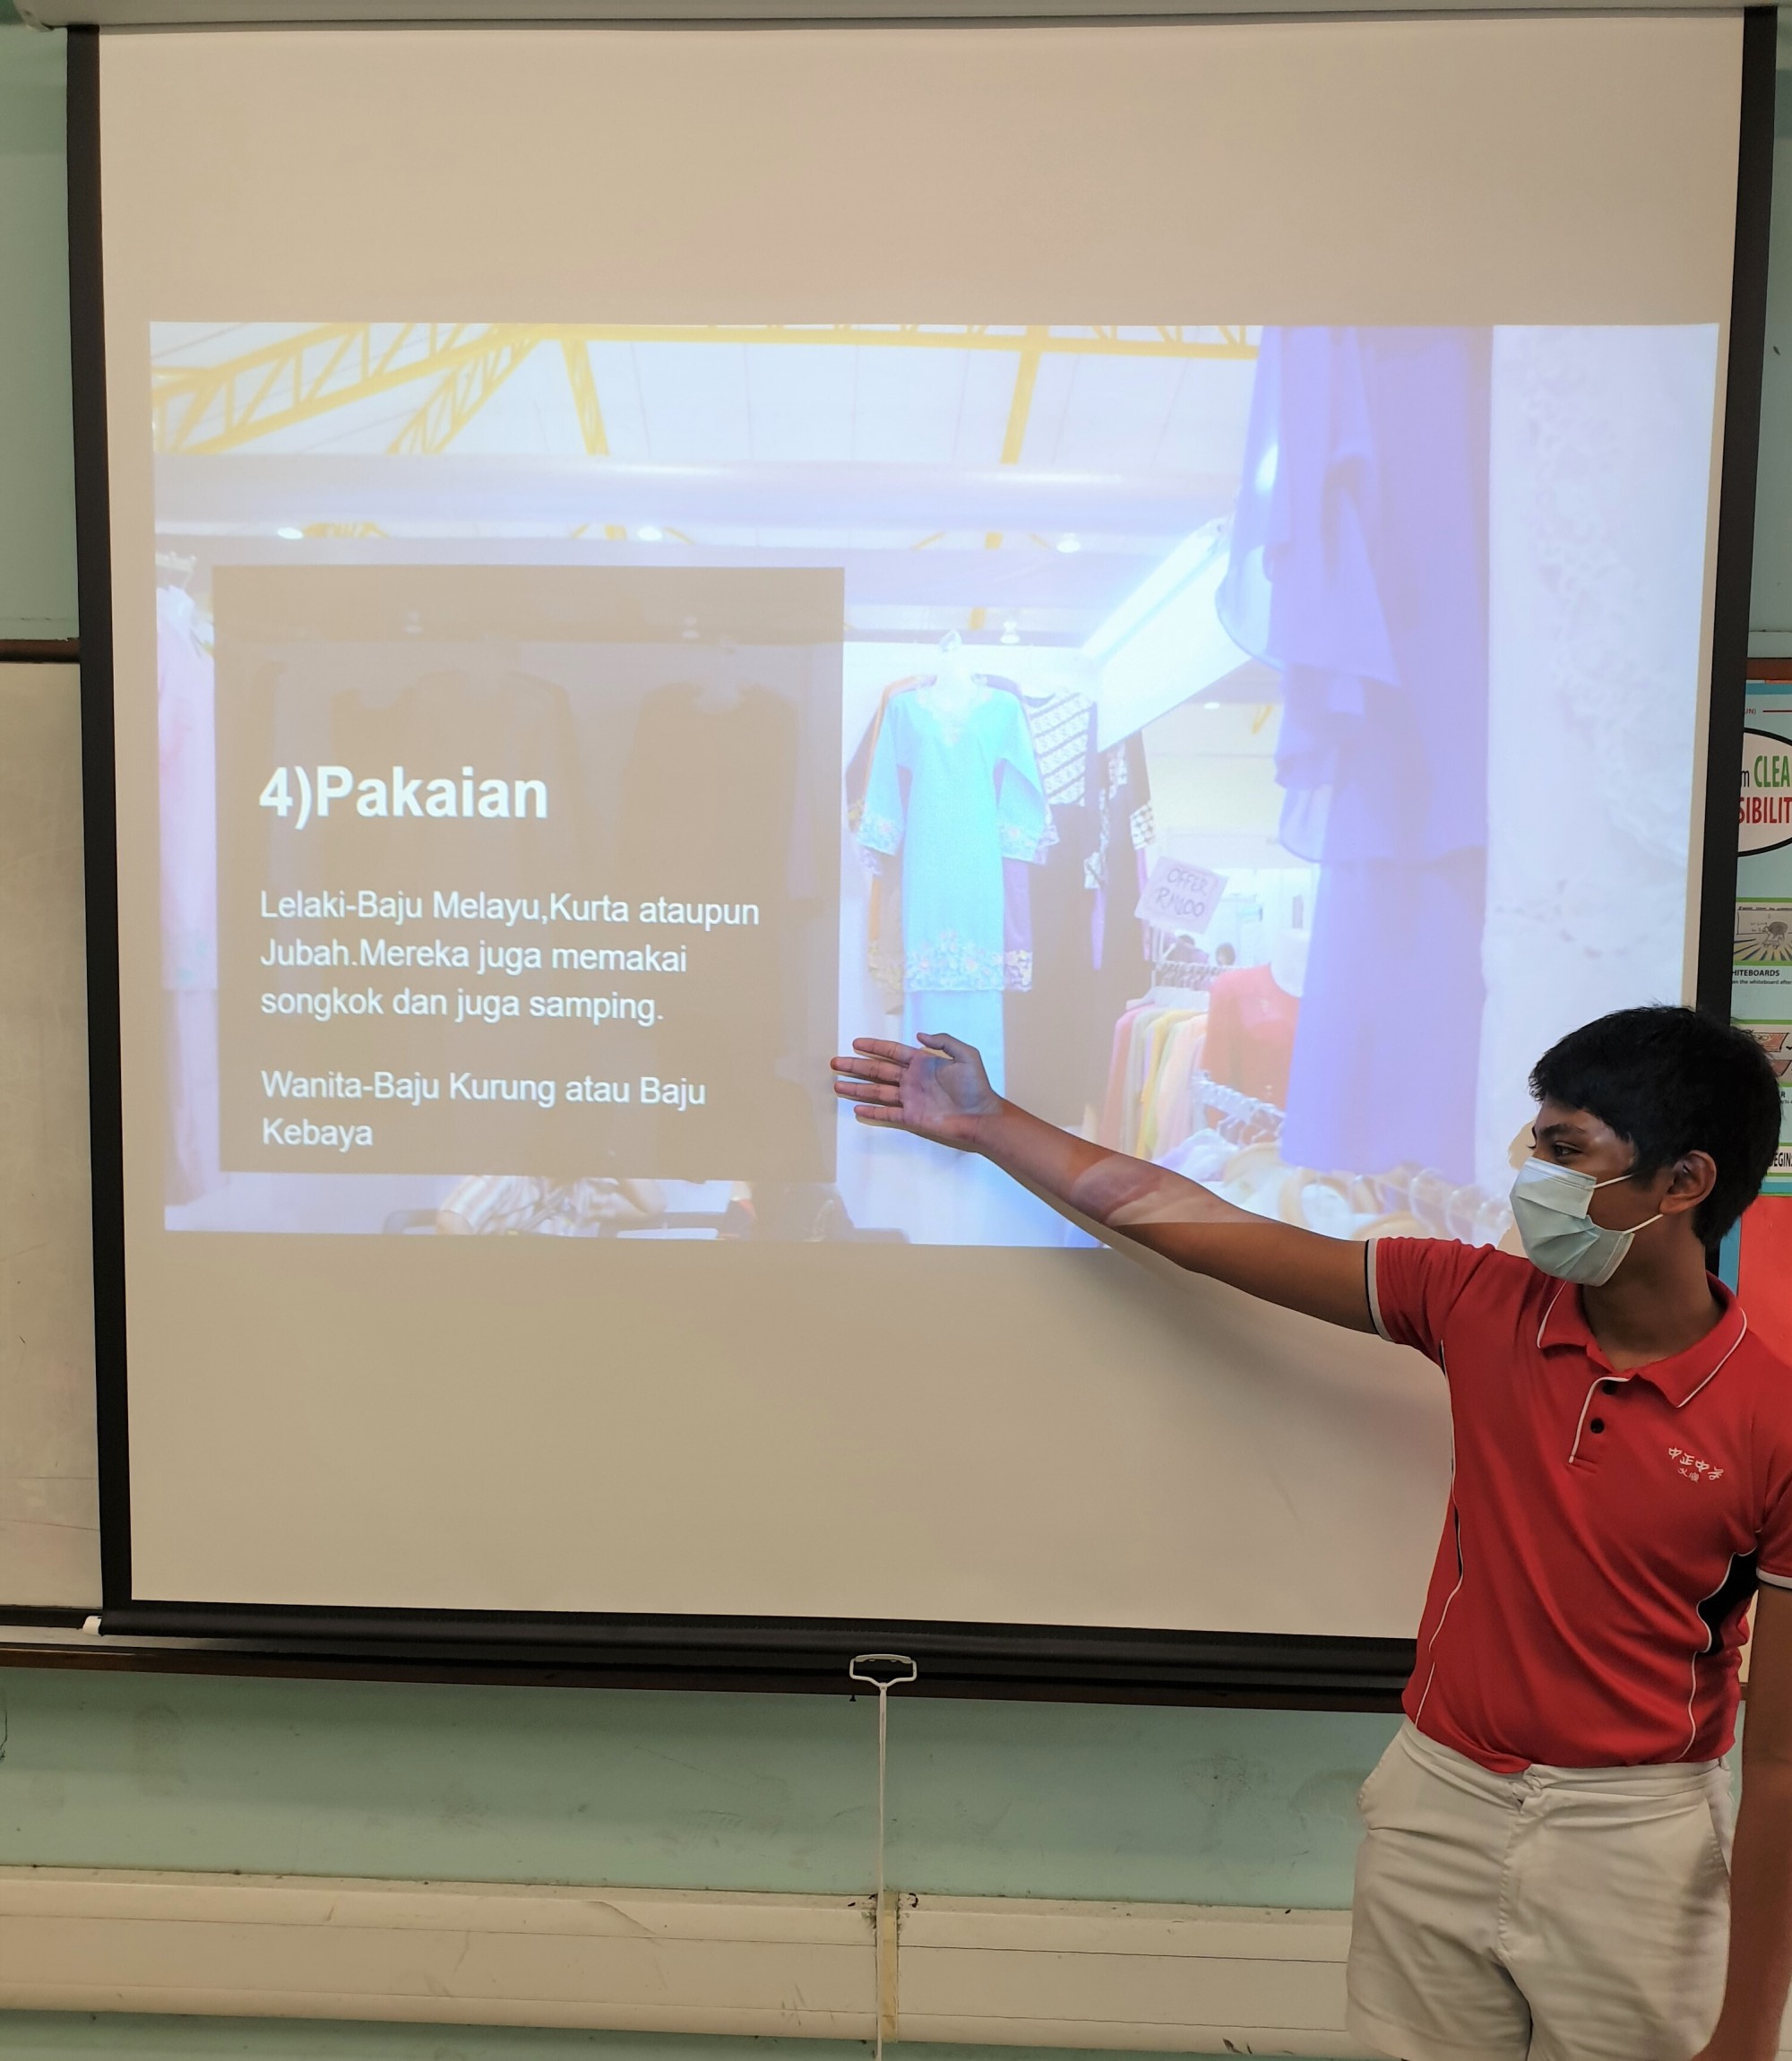 4)Pakaian
Lelaki-Baju Melayu,Kurta ataupun
Jubah.Mereka juga memakai
songkok dan juga samping.
Wanita-Baju Kurung atau Baju
Kebaya
OFFER
RM100
CLEA
SIBILIT
HITEBOARDS
中正中学